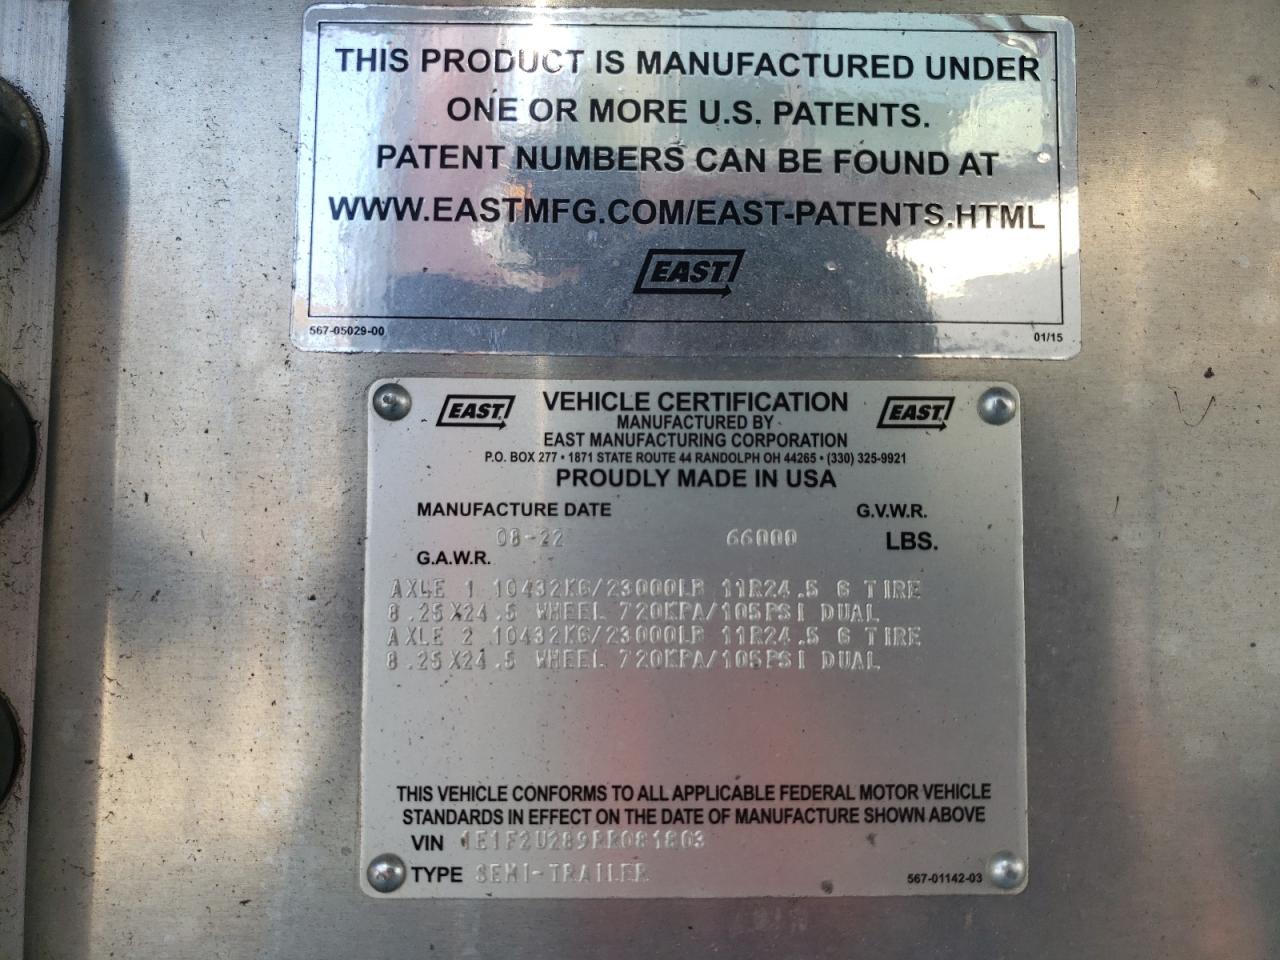 THIS PRODUCT IS MANUFACTURED UNDER
ONE OR MORE U.S. PATENTS.
PATENT NUMBERS CAN BE FOUND AT
WWW.EASTMFG.COM/EAST-PATENTS.HTML
EAST
567-05029-00 01/15
EAST VEHICLE CERTIFICATION EAST
MANUFACTURED BY
EAST MANUFACTURING CORPORATION
P.O. BOX 277 • 1871 STATE ROUTE 44 RANDOLPH OH 44265 • (330) 325-9921
PROUDLY MADE IN USA
MANUFACTURE DATE G.V.W.R.
08-22 66000 LBS.
G.A.W.R.
AXLE 1 10432KG/23000LB 11R24.5 G TIRE
8.25X24.5 WHEEL 720KPA/105PSI DUAL
AXLE 2 10432KG/23000LB 11R24.5 G TIRE
8.25X24.5 WHEEL 720KPA/105PSI DUAL
THIS VEHICLE CONFORMS TO ALL APPLICABLE FEDERAL MOTOR VEHICLE
STANDARDS IN EFFECT ON THE DATE OF MANUFACTURE SHOWN ABOVE
VIN
TYPE SEMI-TRAILER 567-01142-03